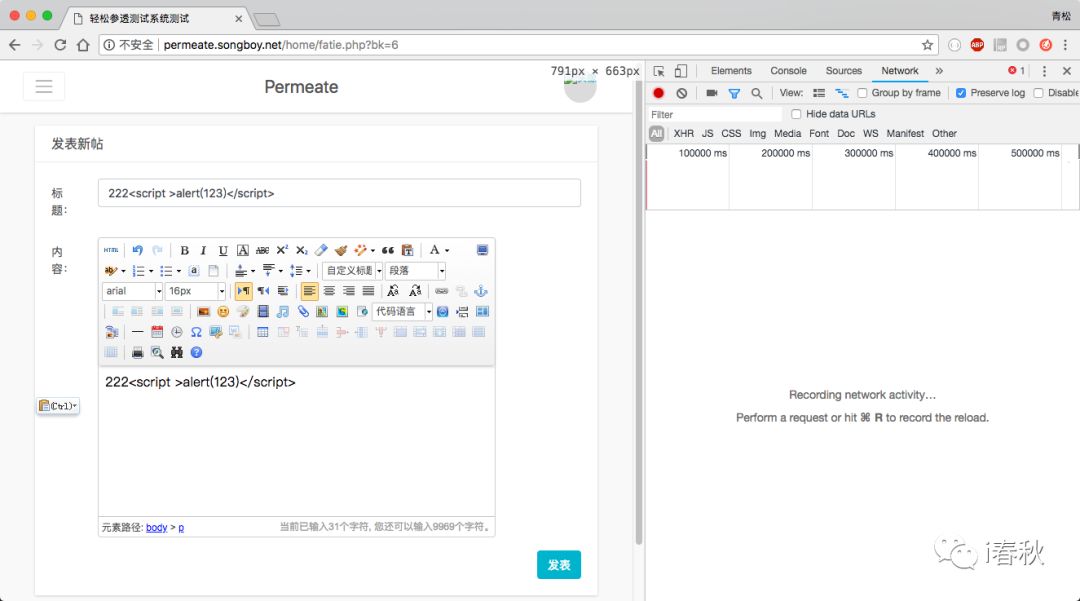 轻松参透测试系统测试
青松
不安全 permeate.songboy.net/home/fatie.php?bk=6
Permeate
791px × 663px
发表新帖
标
题:
222<script >alert(123)</script>
内
容:
HTML B I U A ABC X² X₂ A
自定义标题 段落
arial 16px
代码语言
222<script >alert(123)</script>
(Ctrl)
元素路径: body > p
当前已输入31个字符, 您还可以输入9969个字符。
发表
Elements Console Sources Network » 1
View: Group by frame Preserve log Disable
Filter Hide data URLs
All XHR JS CSS Img Media Font Doc WS Manifest Other
100000 ms 200000 ms 300000 ms 400000 ms 500000 ms
Recording network activity…
Perform a request or hit ⌘ R to record the reload.
i春秋